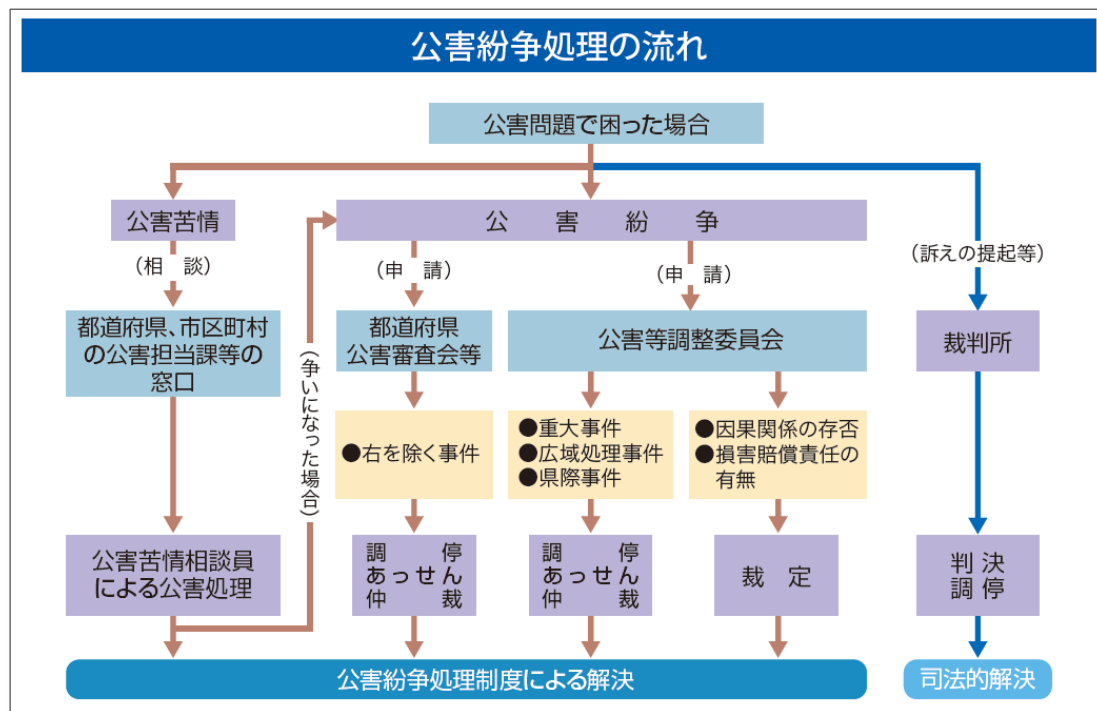 公害紛争処理の流れ
公害問題で困った場合
公害苦情
公害紛争
(相談)
(申請)
(申請)
(訴えの提起等)
都道府県、市区町村
の公害担当課等の
窓口
(争いになった場合)
都道府県
公害審査会等
公害等調整委員会
裁判所
●右を除く事件
●重大事件
●広域処理事件
●県際事件
●因果関係の存否
●損害賠償責任の
有無
公害苦情相談員
による公害処理
調停
あっせん
仲裁
調停
あっせん
仲裁
裁定
判決
調停
公害紛争処理制度による解決
司法的解決